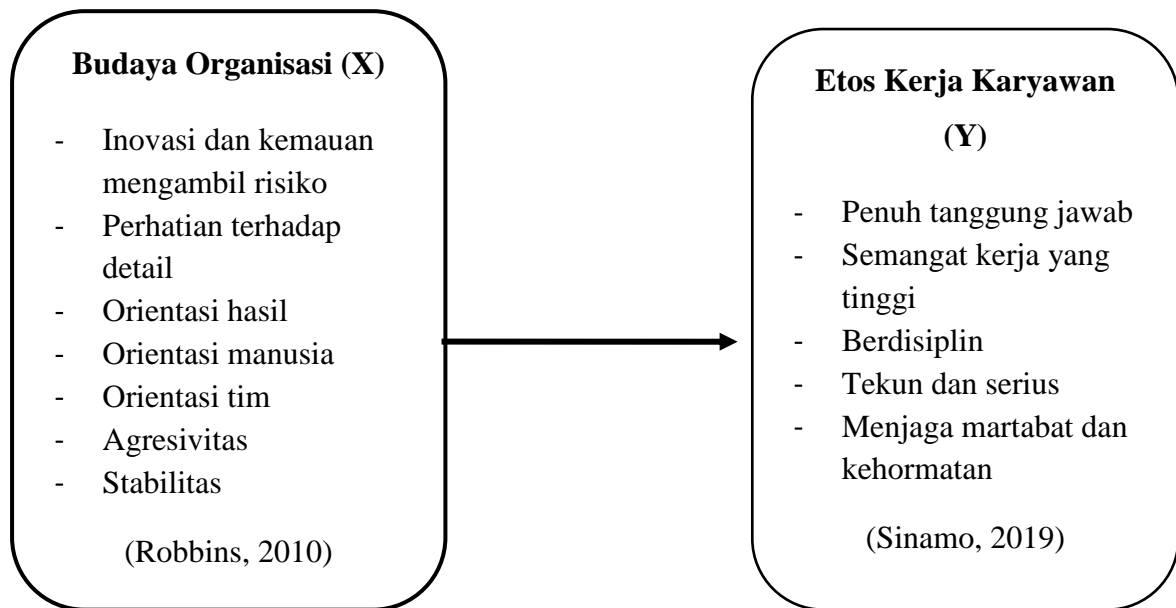 Budaya Organisasi (X)
- Inovasi dan kemauan
mengambil risiko
- Perhatian terhadap
detail
- Orientasi hasil
- Orientasi manusia
- Orientasi tim
- Agresivitas
- Stabilitas
(Robbins, 2010)
Etos Kerja Karyawan
(Y)
- Penuh tanggung jawab
- Semangat kerja yang
tinggi
- Berdisiplin
- Tekun dan serius
- Menjaga martabat dan
kehormatan
(Sinamo, 2019)